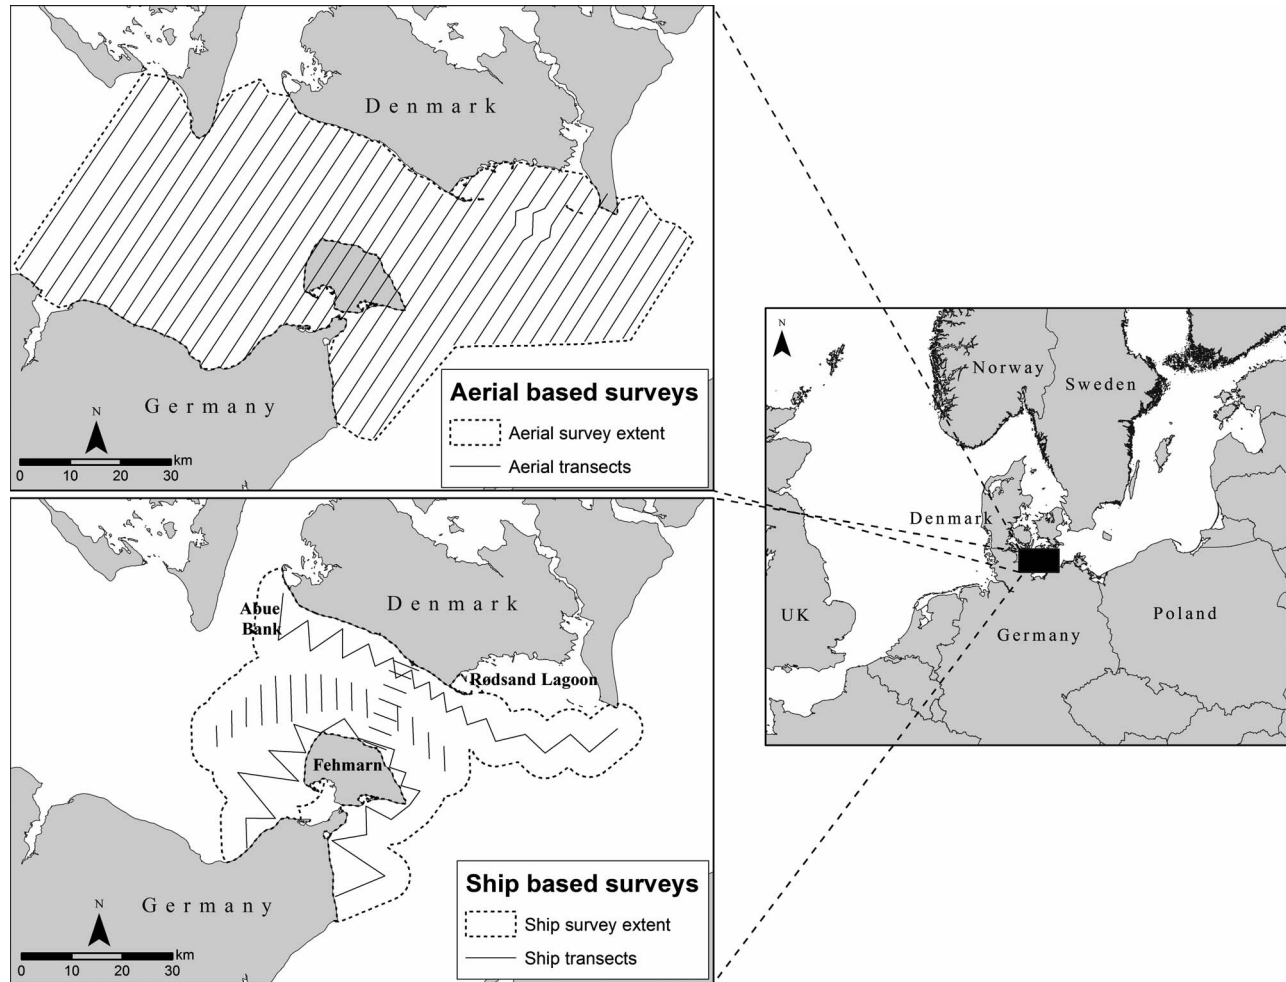 Denmark
Germany
N
0 10 20 30 km
Aerial based surveys
Aerial survey extent
Aerial transects
Abue
Bank
Denmark
Rødsand Lagoon
Fehmarn
Germany
N
0 10 20 30 km
Ship based surveys
Ship survey extent
Ship transects
N
Norway
Sweden
Denmark
UK
Poland
Germany